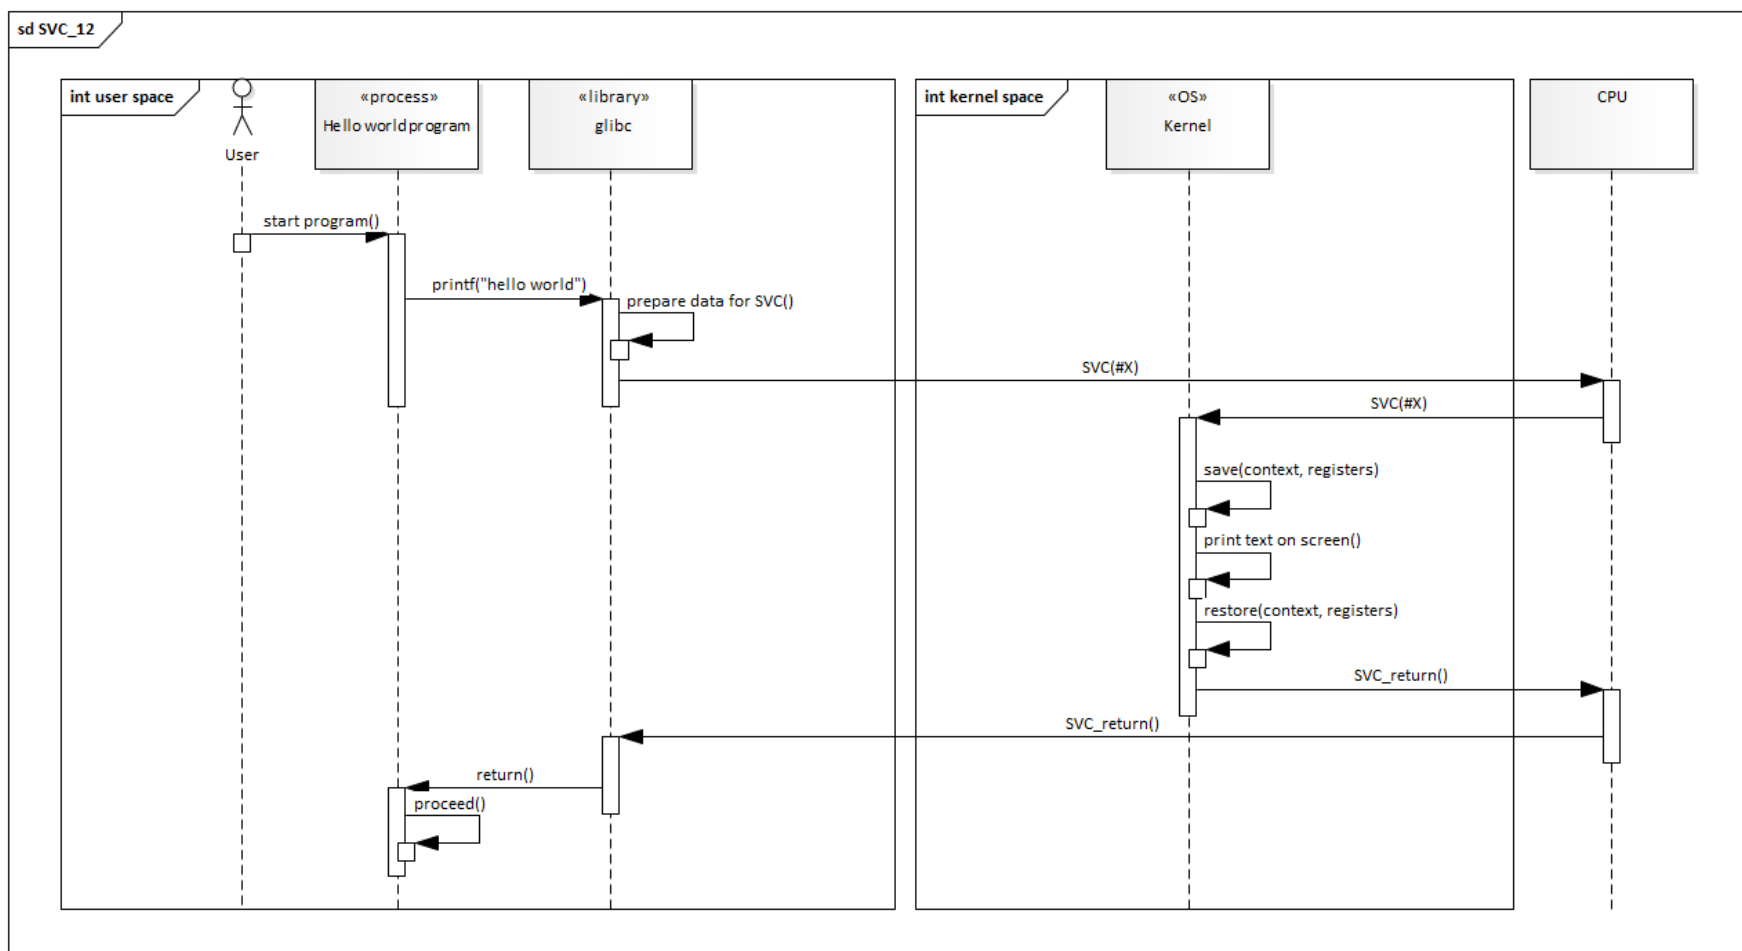 sd SVC_12
int user space
User
«process»
Hello world program
«library»
glibc
int kernel space
«OS»
Kernel
CPU
start program()
printf("hello world")
prepare data for SVC()
SVC(#X)
SVC(#X)
save(context, registers)
print text on screen()
restore(context, registers)
SVC_return()
SVC_return()
return()
proceed()